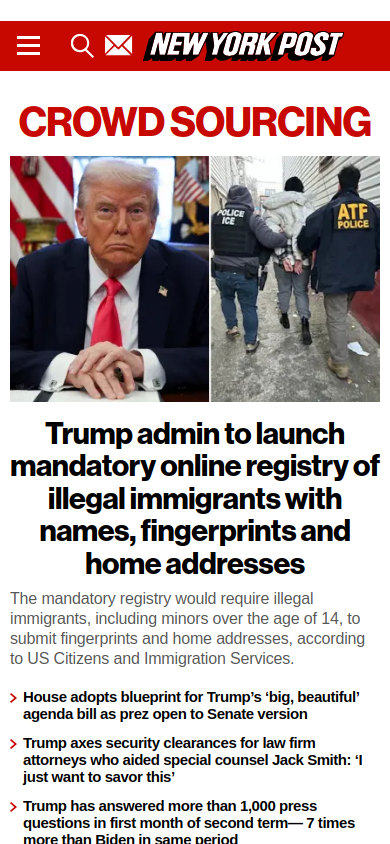 NEW YORK POST
CROWD SOURCING
POLICE
ICE
ATF
POLICE
Trump admin to launch
mandatory online registry of
illegal immigrants with
names, fingerprints and
home addresses
The mandatory registry would require illegal
immigrants, including minors over the age of 14, to
submit fingerprints and home addresses, according
to US Citizens and Immigration Services.
House adopts blueprint for Trump’s ‘big, beautiful’
agenda bill as prez open to Senate version
Trump axes security clearances for law firm
attorneys who aided special counsel Jack Smith: ‘I
just want to savor this’
Trump has answered more than 1,000 press
questions in first month of second term— 7 times
more than Biden in same period